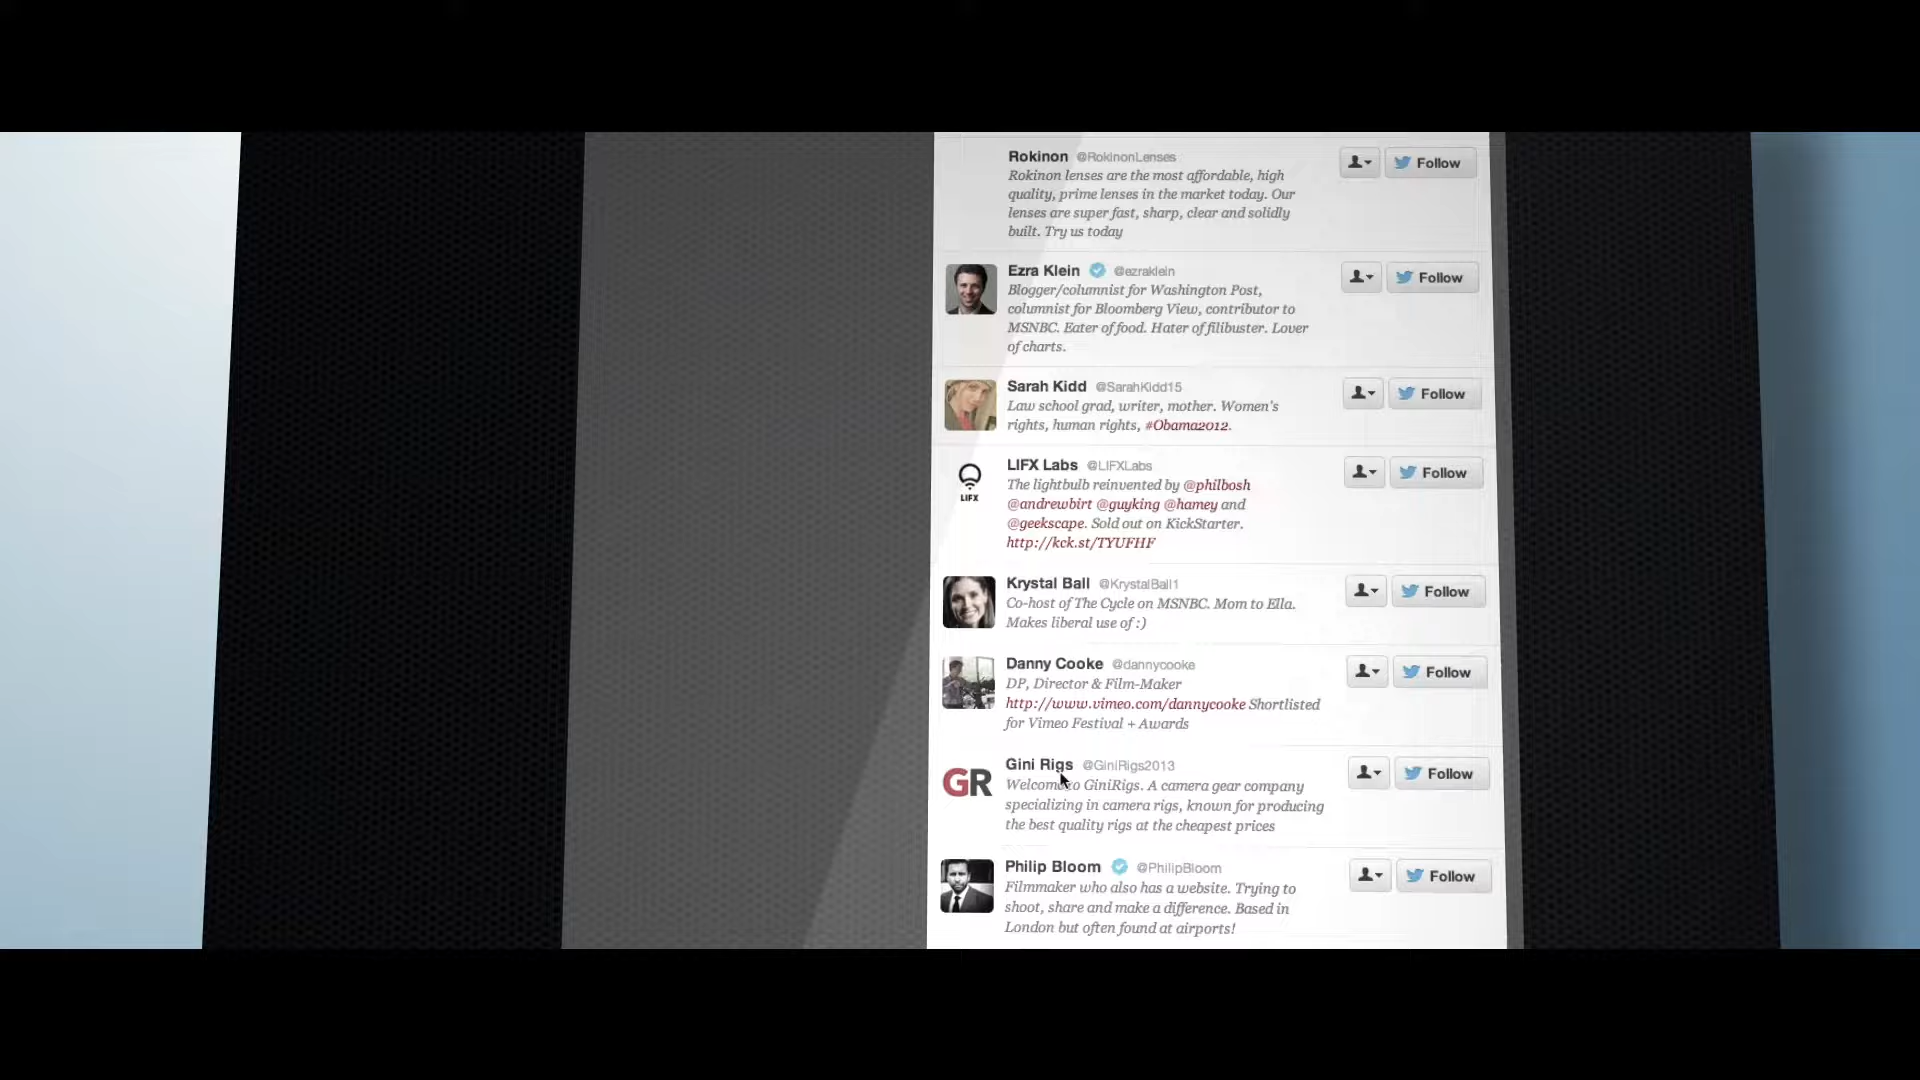 Rokinon @RokinonLenses
Rokinon lenses are the most affordable, high
quality, prime lenses in the market today. Our
lenses are super fast, sharp, clear and solidly
built. Try us today
Follow
Ezra Klein @ezraklein
Blogger/columnist for Washington Post,
columnist for Bloomberg View, contributor to
MSNBC. Eater of food. Hater of filibuster. Lover
of charts.
Follow
Sarah Kidd @SarahKidd15
Law school grad, writer, mother. Women's
rights, human rights, #Obama2012.
Follow
LIFX
LIFX Labs @LIFXLabs
The lightbulb reinvented by @philbosh
@andrewbirt @guyking @hamey and
@geekscape. Sold out on KickStarter.
http://kck.st/TYUFHF
Follow
Krystal Ball @KrystalBall1
Co-host of The Cycle on MSNBC. Mom to Ella.
Makes liberal use of :)
Follow
Danny Cooke @dannycooke
DP, Director & Film-Maker
http://www.vimeo.com/dannycooke Shortlisted
for Vimeo Festival + Awards
Follow
GR
Gini Rigs @GiniRigs2013
Welcome to GiniRigs. A camera gear company
specializing in camera rigs, known for producing
the best quality rigs at the cheapest prices
Follow
Philip Bloom @PhilipBloom
Filmmaker who also has a website. Trying to
shoot, share and make a difference. Based in
London but often found at airports!
Follow